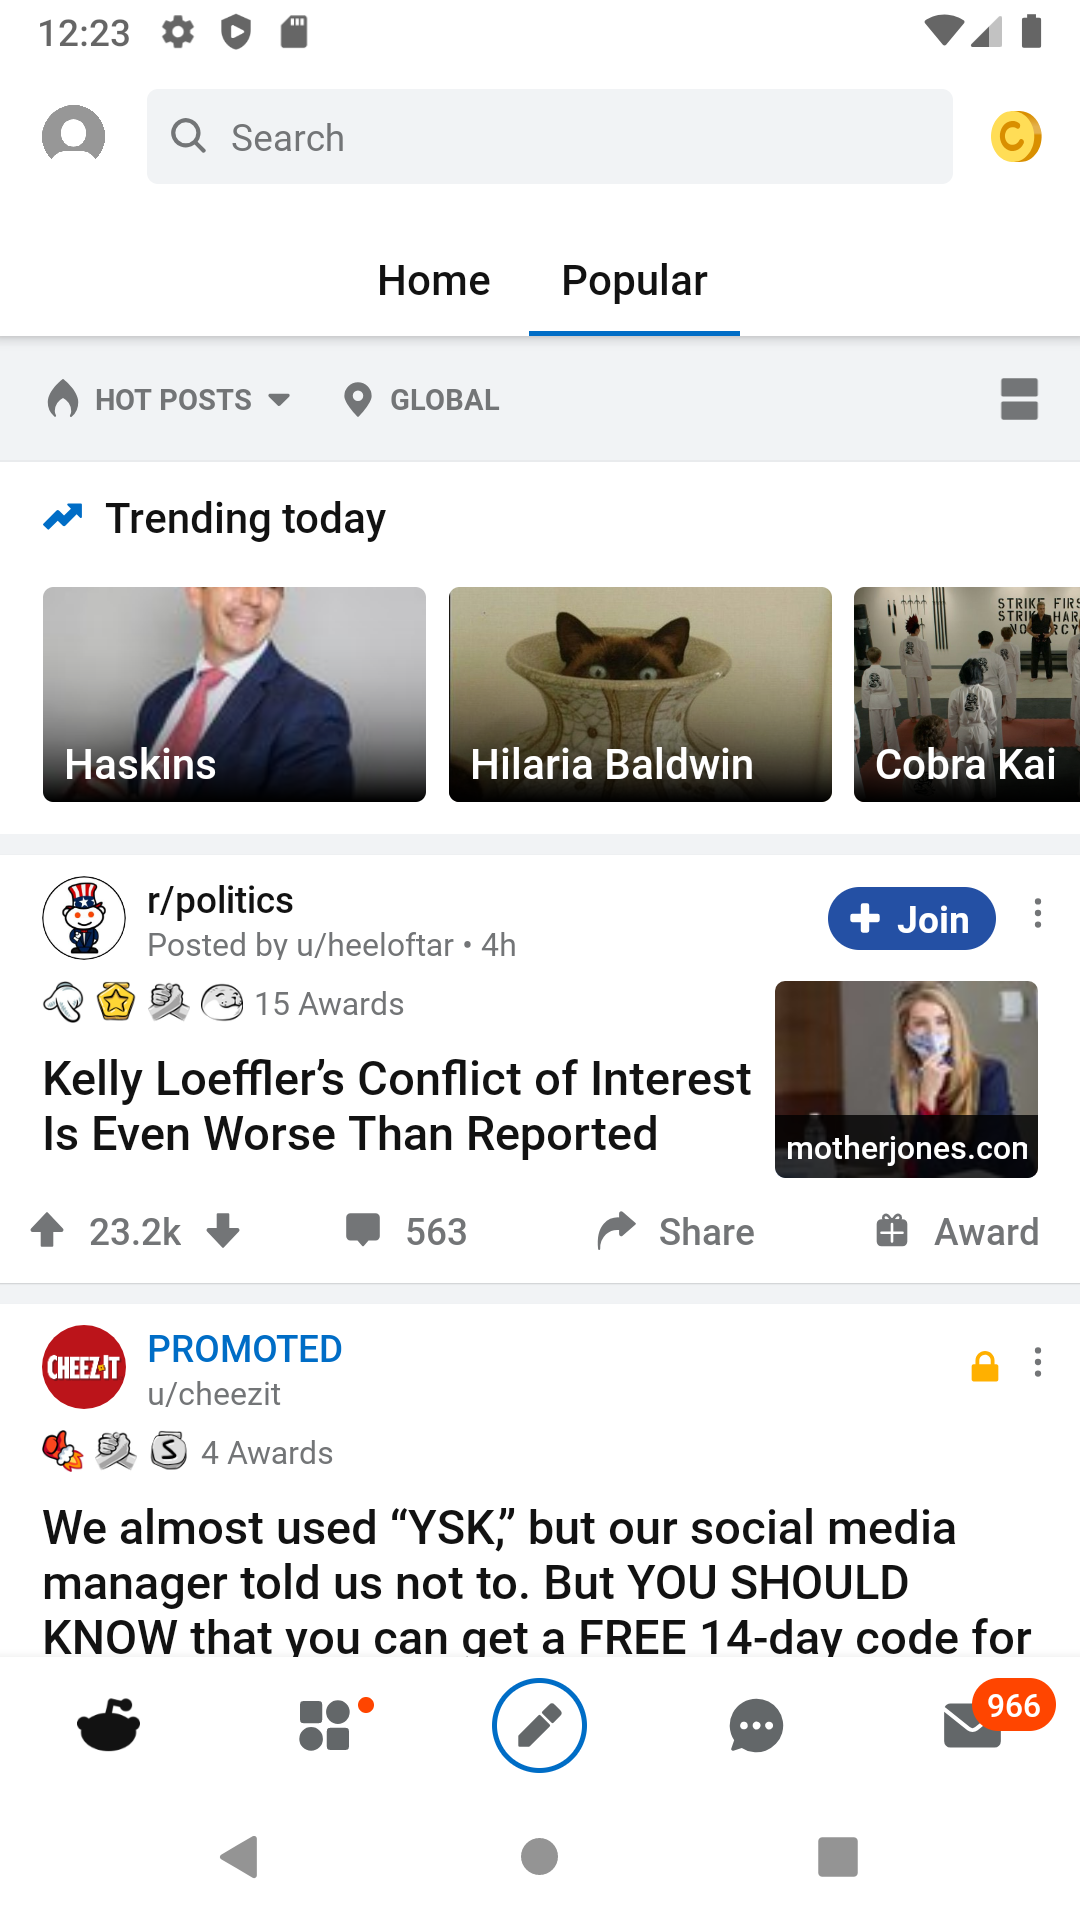 12:23
Search
C
Home Popular
HOT POSTS GLOBAL
Trending today
STRIKE FIRS
STRIKE HAR
NO RCY
Haskins Hilaria Baldwin Cobra Kai
r/politics
Posted by u/heeloftar • 4h
+ Join
15 Awards
Kelly Loeffler’s Conflict of Interest
Is Even Worse Than Reported
motherjones.con
23.2k 563 Share Award
CHEEZ-IT
PROMOTED
u/cheezit
S
4 Awards
We almost used “YSK,” but our social media
manager told us not to. But YOU SHOULD
KNOW that you can get a FREE 14-day code for
966